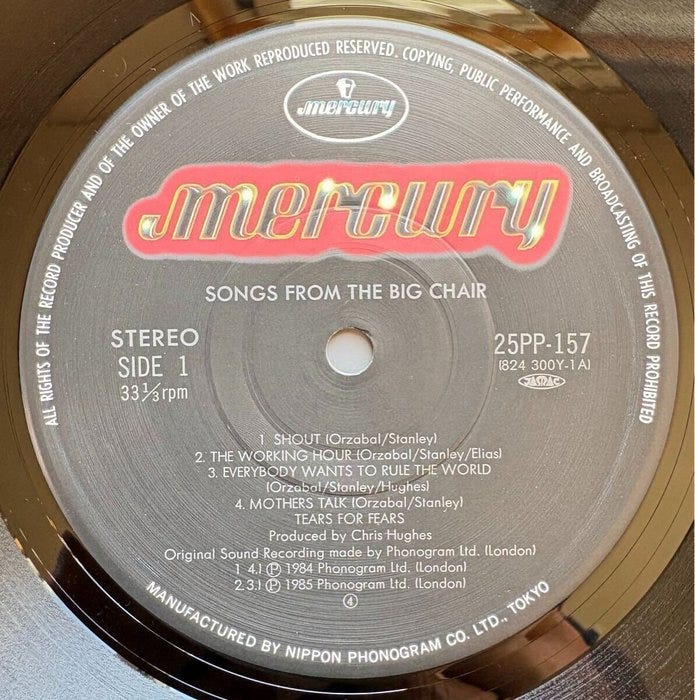 ALL RIGHTS OF THE RECORD PRODUCER AND OF THE OWNER OF THE WORK REPRODUCED RESERVED. COPYING, PUBLIC PERFORMANCE AND BROADCASTING OF THIS RECORD PROHIBITED
mercury
mercury
SONGS FROM THE BIG CHAIR
STEREO
SIDE 1
33 1/3 rpm
25PP-157
(824 300Y-1A)
JASRAC
1 SHOUT (Orzabal/Stanley)
2. THE WORKING HOUR (Orzabal/Stanley/Elias)
3. EVERYBODY WANTS TO RULE THE WORLD
(Orzabal/Stanley/Hughes)
4. MOTHERS TALK (Orzabal/Stanley)
TEARS FOR FEARS
Produced by Chris Hughes
Original Sound Recording made by Phonogram Ltd. (London)
1 4.) ℗ 1984 Phonogram Ltd. (London)
2.3.) ℗ 1985 Phonogram Ltd. (London)
④
MANUFACTURED BY NIPPON PHONOGRAM CO. LTD., TOKYO